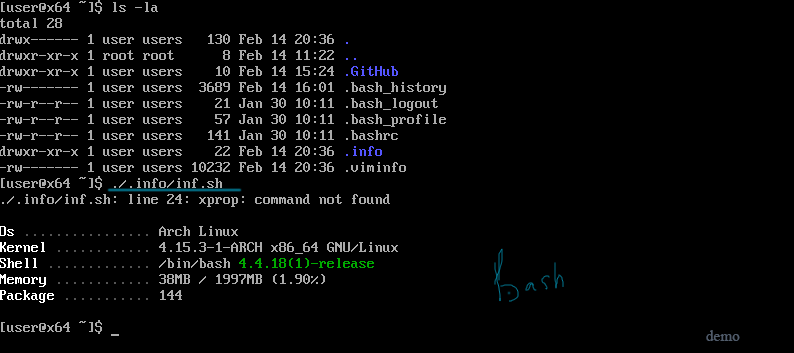 [user@x64 ~]$ ls -la
total 28
drwx------ 1 user users   130 Feb 14 20:36 .
drwxr-xr-x 1 root root      8 Feb 14 11:22 ..
drwxr-xr-x 1 user users    10 Feb 14 15:24 .GitHub
-rw------- 1 user users  3689 Feb 14 16:01 .bash_history
-rw-r--r-- 1 user users    21 Jan 30 10:11 .bash_logout
-rw-r--r-- 1 user users    57 Jan 30 10:11 .bash_profile
-rw-r--r-- 1 user users   141 Jan 30 10:11 .bashrc
drwxr-xr-x 1 user users    22 Feb 14 20:36 .info
-rw------- 1 user users 10232 Feb 14 20:36 .viminfo
[user@x64 ~]$ ./.info/inf.sh
./.info/inf.sh: line 24: xprop: command not found
Os ................ Arch Linux
Kernel ............ 4.15.3-1-ARCH x86_64 GNU/Linux
Shell ............. /bin/bash 4.4.18(1)-release
Memory ............ 38MB / 1997MB (1.90%)
Package ........... 144
bash
[user@x64 ~]$ _
demo